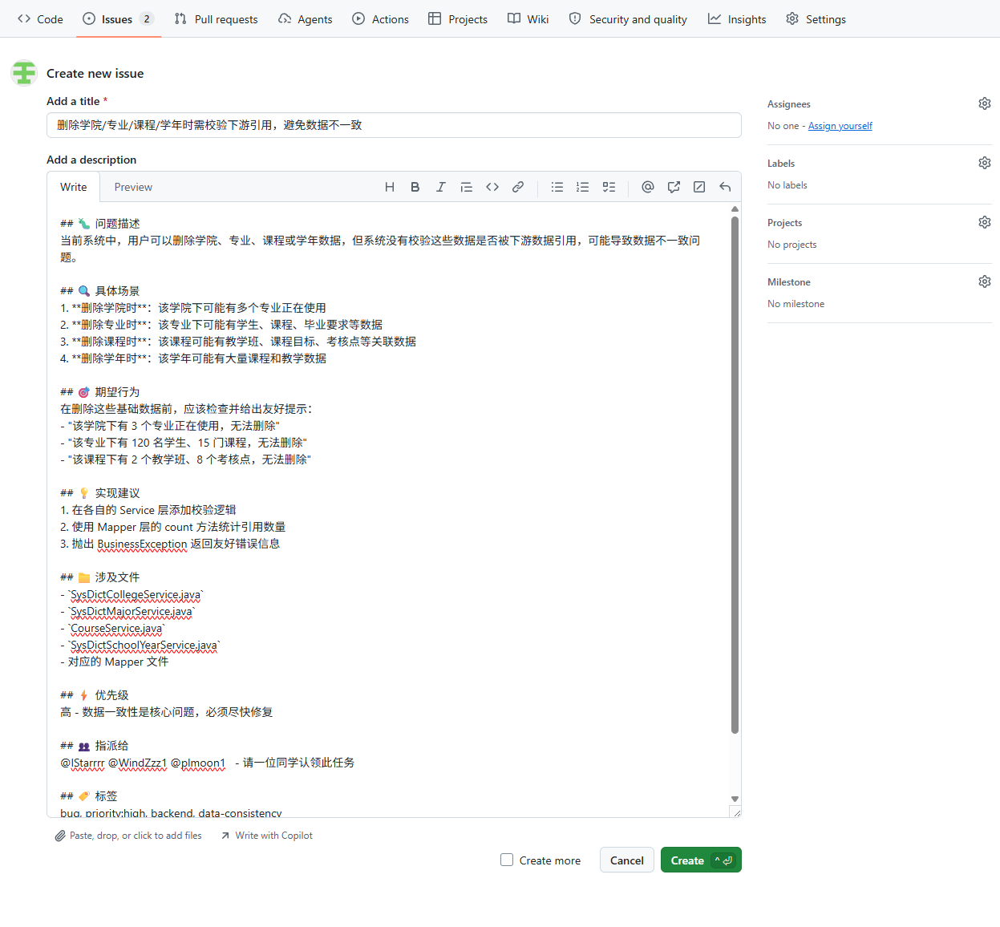 Code
Issues 2
Pull requests
Agents
Actions
Projects
Wiki
Security and quality
Insights
Settings
Create new issue
Add a title *
删除学院/专业/课程/学年时需校验下游引用，避免数据不一致
Add a description
Write
Preview
## 🐛 问题描述
当前系统中，用户可以删除学院、专业、课程或学年数据，但系统没有校验这些数据是否被下游数据引用，可能导致数据不一致问
题。
## 🔍 具体场景
1. **删除学院时**：该学院下可能有多个专业正在使用
2. **删除专业时**：该专业下可能有学生、课程、毕业要求等数据
3. **删除课程时**：该课程可能有教学班、课程目标、考核点等关联数据
4. **删除学年时**：该学年可能有大量课程和教学数据
## 🎯 期望行为
在删除这些基础数据前，应该检查并给出友好提示：
- "该学院下有 3 个专业正在使用，无法删除"
- "该专业下有 120 名学生、15 门课程，无法删除"
- "该课程下有 2 个教学班、8 个考核点，无法删除"
## 💡 实现建议
1. 在各自的 Service 层添加校验逻辑
2. 使用 Mapper 层的 count 方法统计引用数量
3. 抛出 BusinessException 返回友好错误信息
## 📁 涉及文件
- `SysDictCollegeService.java`
- `SysDictMajorService.java`
- `CourseService.java`
- `SysDictSchoolYearService.java`
- 对应的 Mapper 文件
## ⚡ 优先级
高 - 数据一致性是核心问题，必须尽快修复
## 👥 指派给
@IStarrrr @WindZzz1 @plmoon1 - 请一位同学认领此任务
## 🏷️ 标签
bug, priority:high, backend, data-consistency
Paste, drop, or click to add files
Write with Copilot
Create more
Cancel
Create ^ ⏎
Assignees
No one - Assign yourself
Labels
No labels
Projects
No projects
Milestone
No milestone